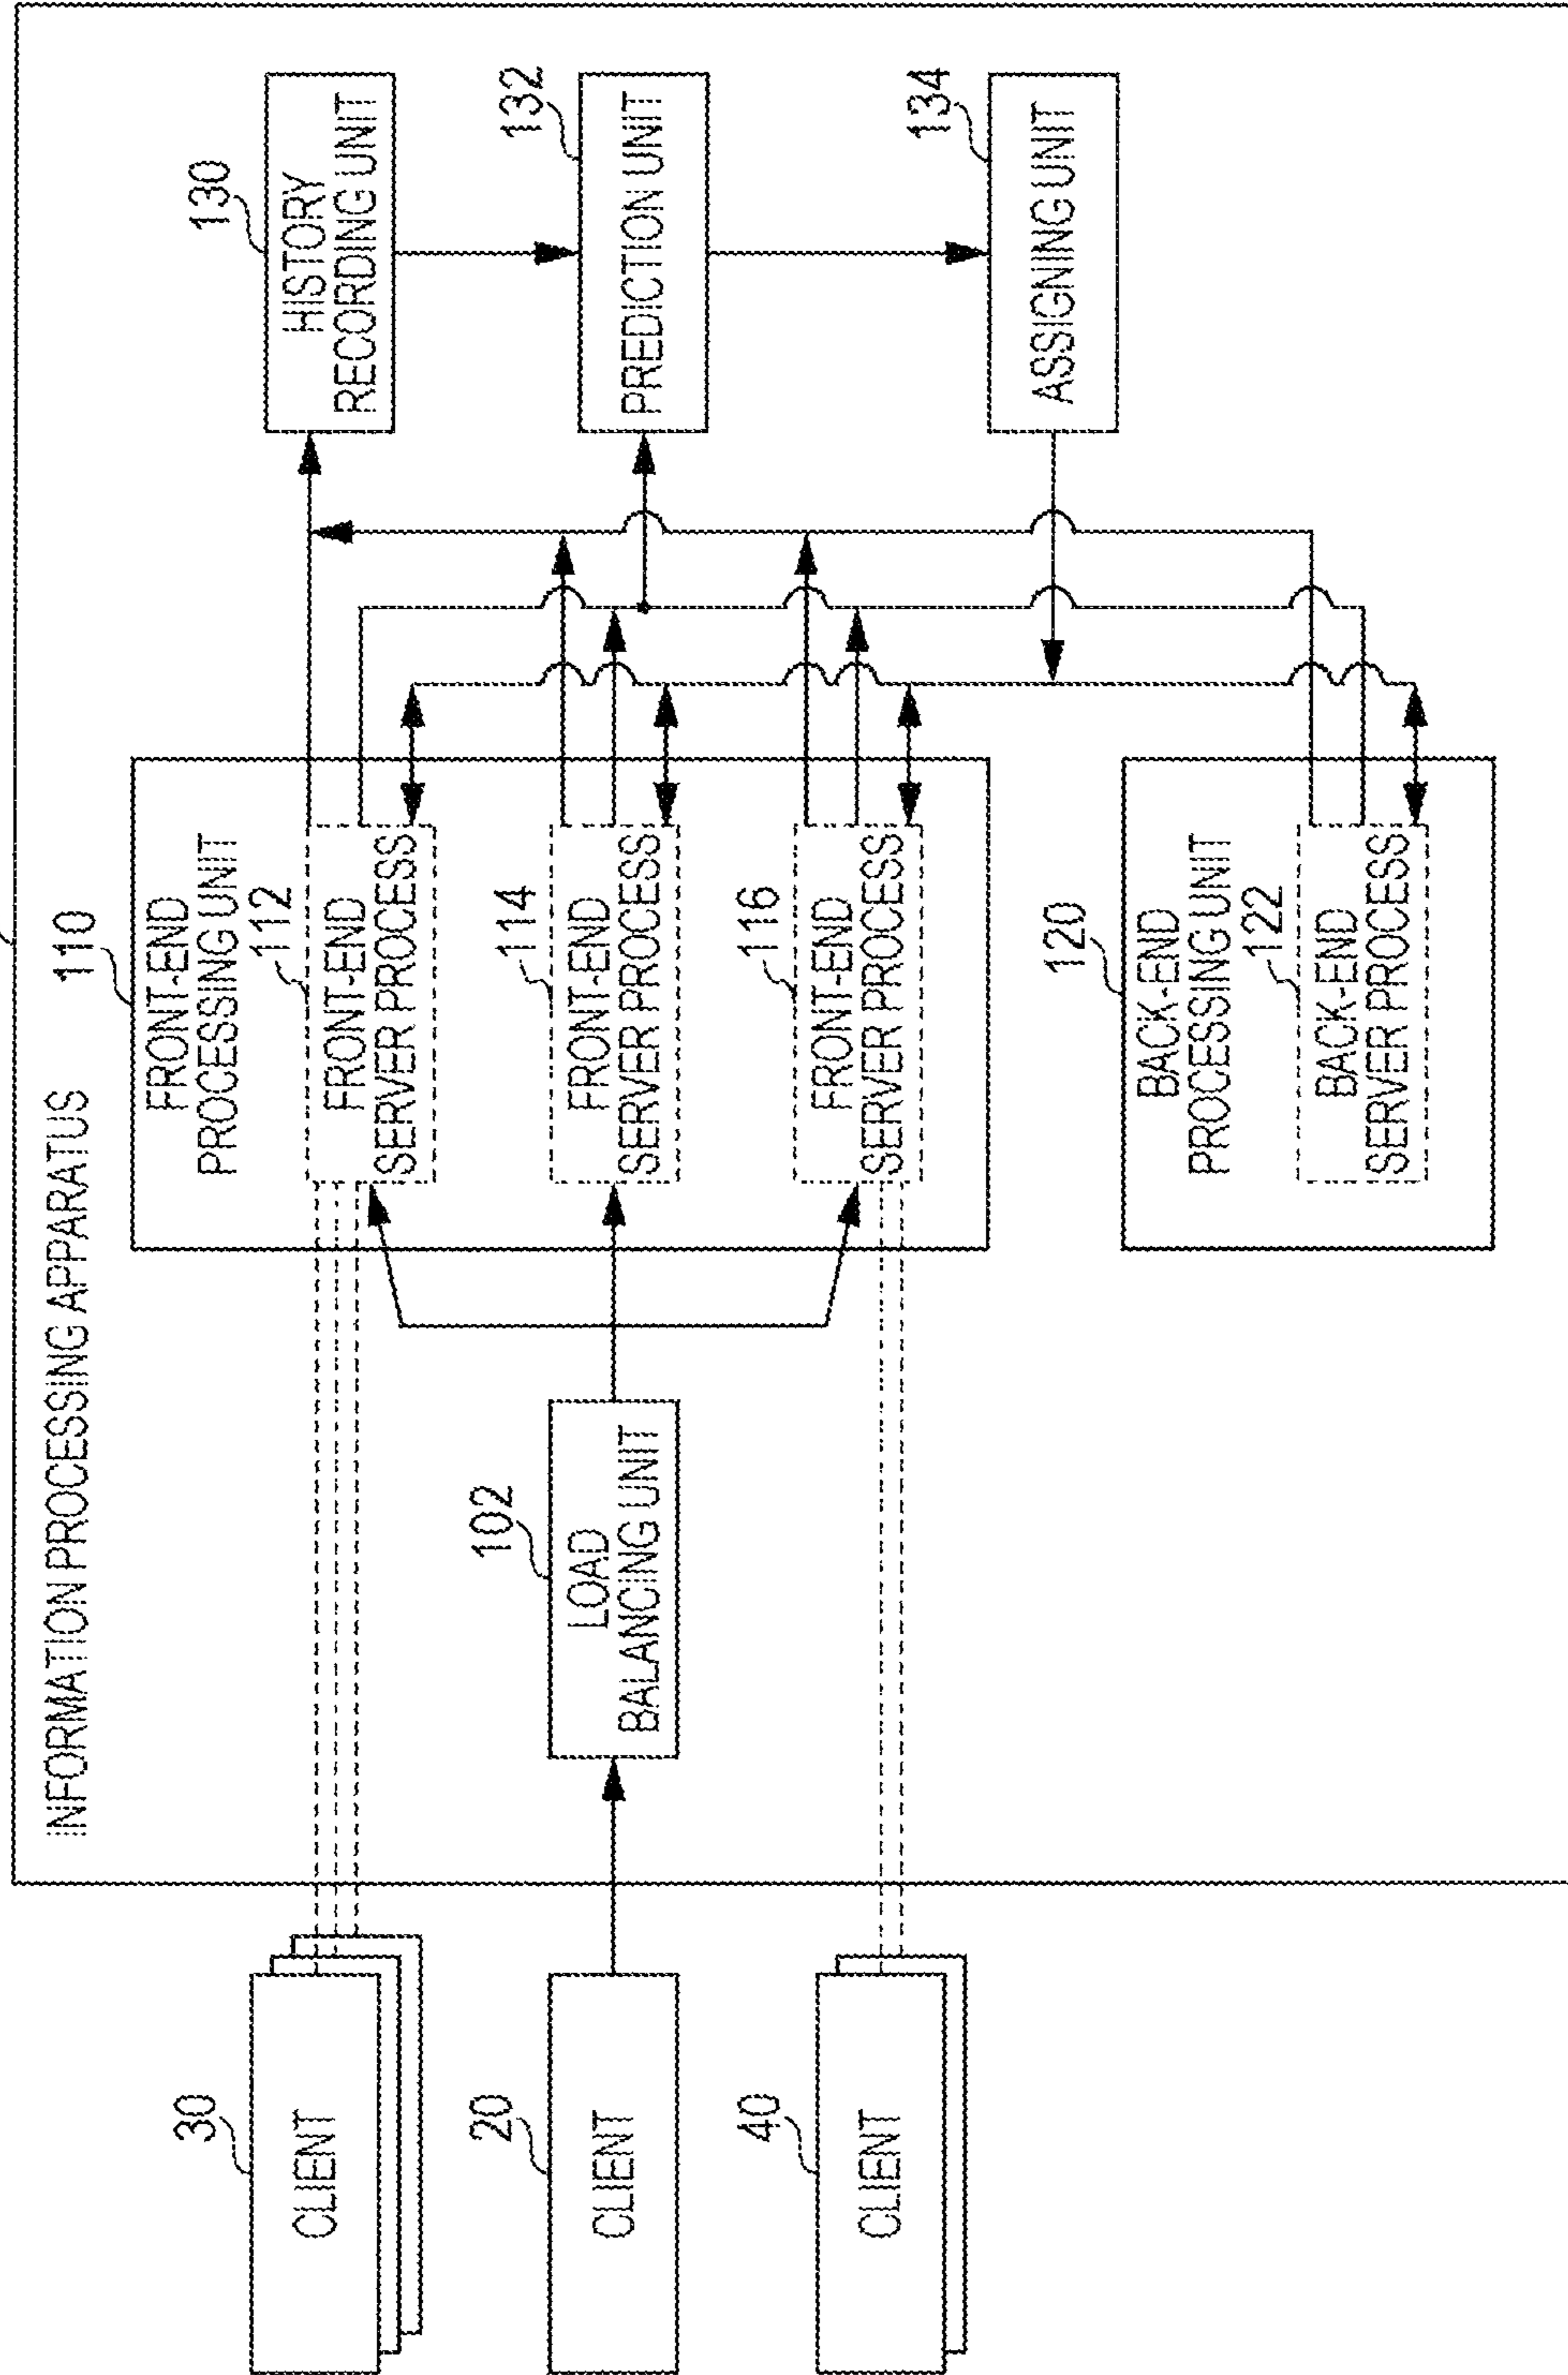 INFORMATION PROCESSING APPARATUS
30
CLIENT
20
CLIENT
40
CLIENT
102
LOAD
BALANCING UNIT
110
FRONT-END
PROCESSING UNIT
112
FRONT-END
SERVER PROCESS
114
FRONT-END
SERVER PROCESS
116
FRONT-END
SERVER PROCESS
120
BACK-END
PROCESSING UNIT
122
BACK-END
SERVER PROCESS
130
HISTORY
RECORDING UNIT
132
PREDICTION UNIT
134
ASSIGNING UNIT